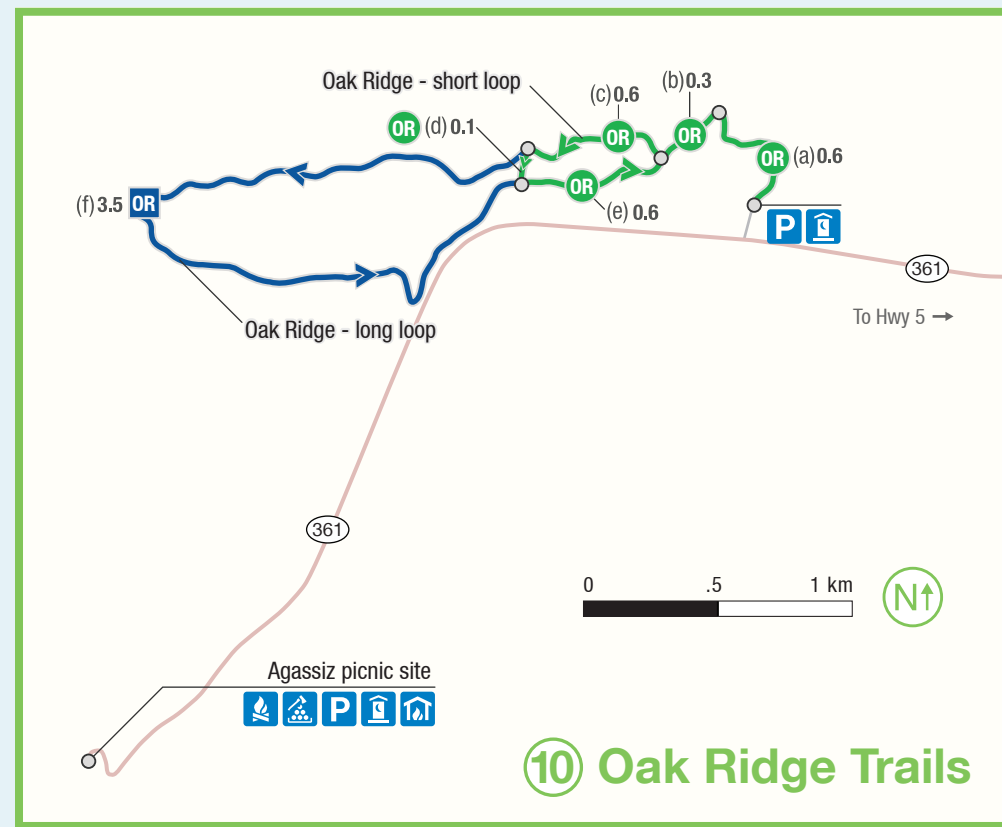 Oak Ridge - short loop
(b) 0.3
(c) 0.6
OR
(d) 0.1
OR
OR
OR
(a) 0.6
(f) 3.5
OR
OR
(e) 0.6
P
361
To Hwy 5 →
Oak Ridge - long loop
361
0 .5 1 km
N↑
Agassiz picnic site
P
10 Oak Ridge Trails